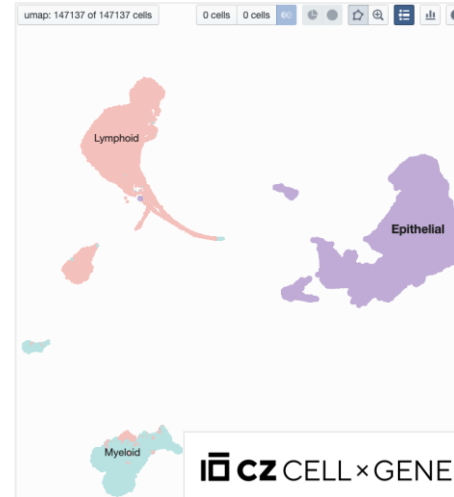 umap: 147137 of 147137 cells
0 cells 0 cells
Lymphoid
Epithelial
Myeloid
CZ CELL×GENE